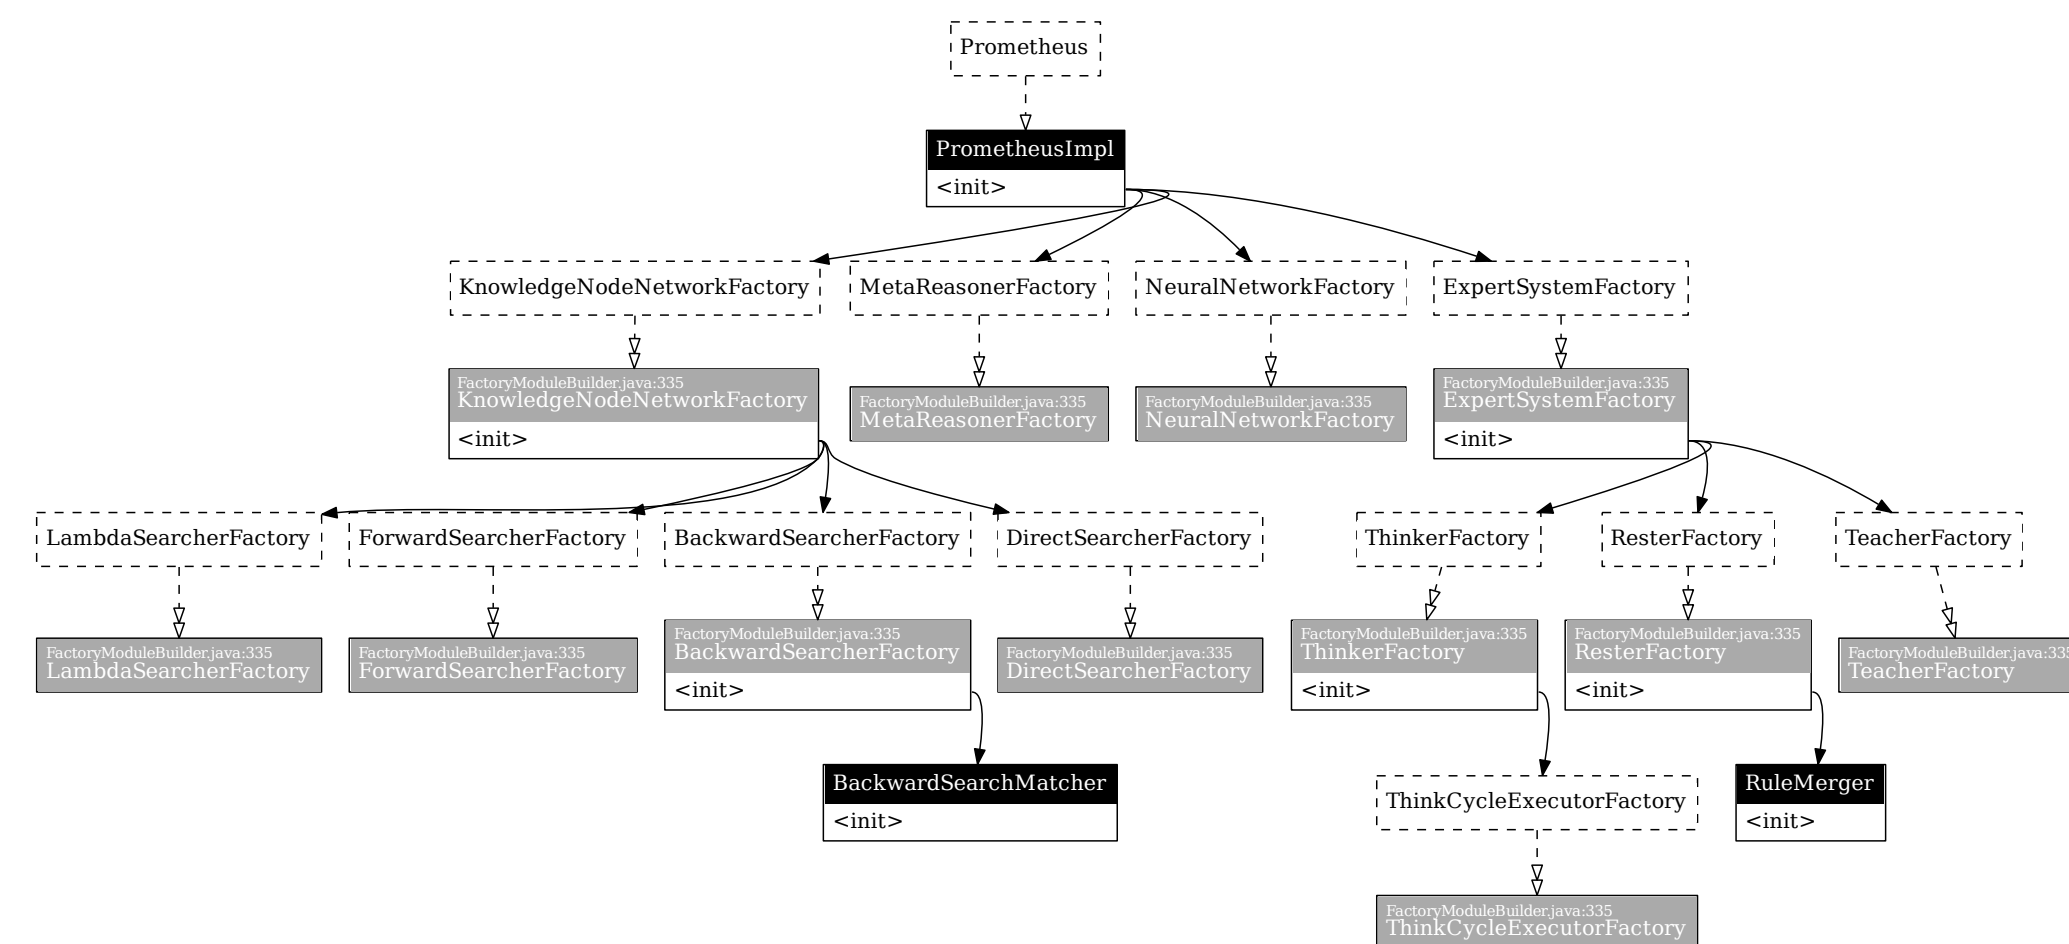 Prometheus
PrometheusImpl
<init>
KnowledgeNodeNetworkFactory
MetaReasonerFactory
NeuralNetworkFactory
ExpertSystemFactory
FactoryModuleBuilder.java:335
KnowledgeNodeNetworkFactory
<init>
FactoryModuleBuilder.java:335
MetaReasonerFactory
FactoryModuleBuilder.java:335
NeuralNetworkFactory
FactoryModuleBuilder.java:335
ExpertSystemFactory
<init>
LambdaSearcherFactory
ForwardSearcherFactory
BackwardSearcherFactory
DirectSearcherFactory
ThinkerFactory
ResterFactory
TeacherFactory
FactoryModuleBuilder.java:335
LambdaSearcherFactory
FactoryModuleBuilder.java:335
ForwardSearcherFactory
FactoryModuleBuilder.java:335
BackwardSearcherFactory
<init>
FactoryModuleBuilder.java:335
DirectSearcherFactory
FactoryModuleBuilder.java:335
ThinkerFactory
<init>
FactoryModuleBuilder.java:335
ResterFactory
<init>
FactoryModuleBuilder.java:335
TeacherFactory
BackwardSearchMatcher
<init>
ThinkCycleExecutorFactory
RuleMerger
<init>
FactoryModuleBuilder.java:335
ThinkCycleExecutorFactory